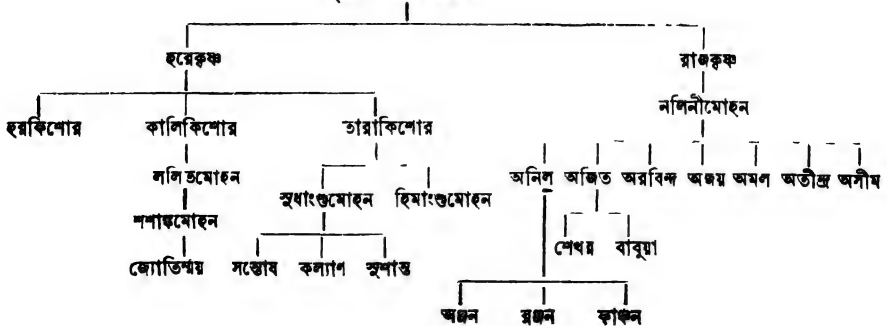 হরেকৃষ্ণ রাজকৃষ্ণ
নলিনীমোহন
হরকিশোর কালিকিশোর তারাকিশোর
ললিতমোহন অনিল অজিত অরবিন্দ অজয় অমল অতীন্দ্র অসীম
সুধাংশুমোহন হিমাংশুমোহন
শশাঙ্কমোহন
শেখর বাবুয়া
জ্যোতিন্ময় সন্তোষ কল্যাণ সুশান্ত
অঞ্জন রঞ্জন কাঞ্চন